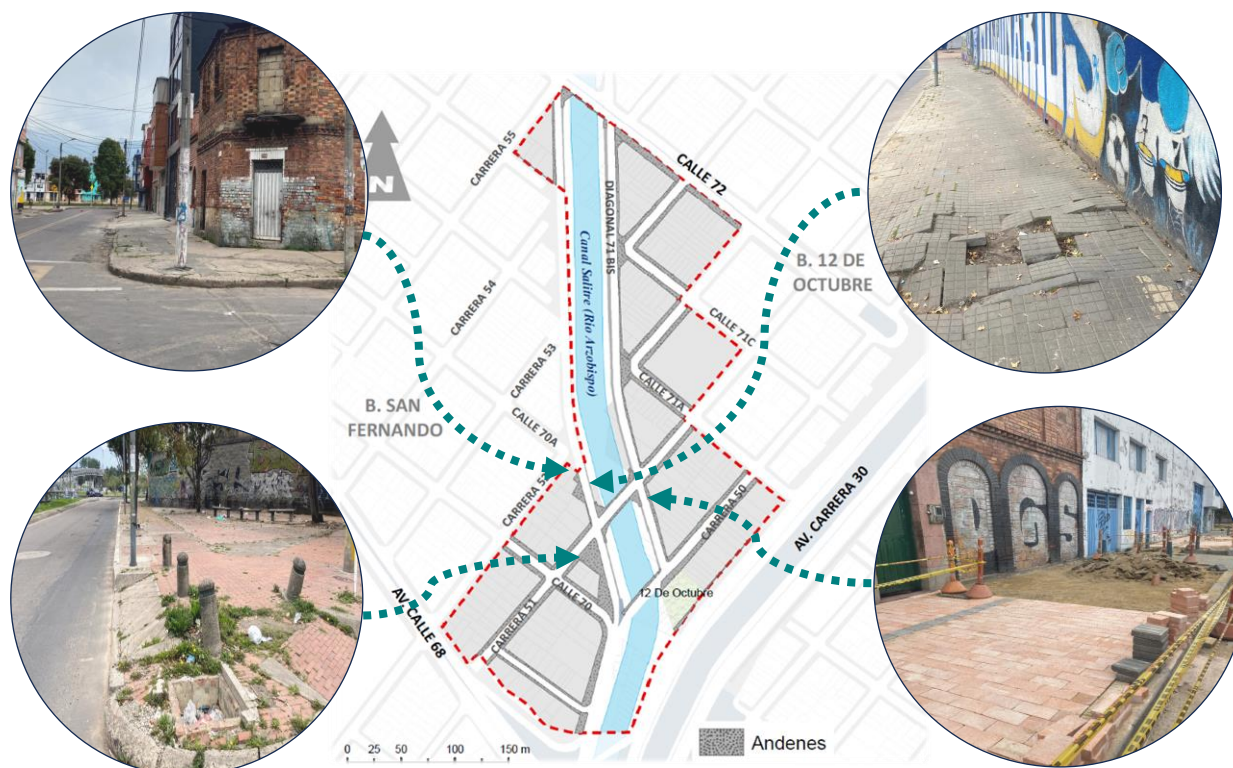 CARRERA 55
CALLE 72
N
DIAGONAL 71 BIS
Canal Salitre (Rio Arzobispo)
B. 12 DE
OCTUBRE
CARRERA 54
CALLE 71C
CARRERA 53
CALLE 71A
B. SAN
FERNANDO
CALLE 70A
CARRERA 52
CARRERA 50
AV. CARRERA 30
12 De Octubre
CALLE 70
CARRERA 51
AV. CALLE 68
DGS
0 25 50 100 150 m
Andenes